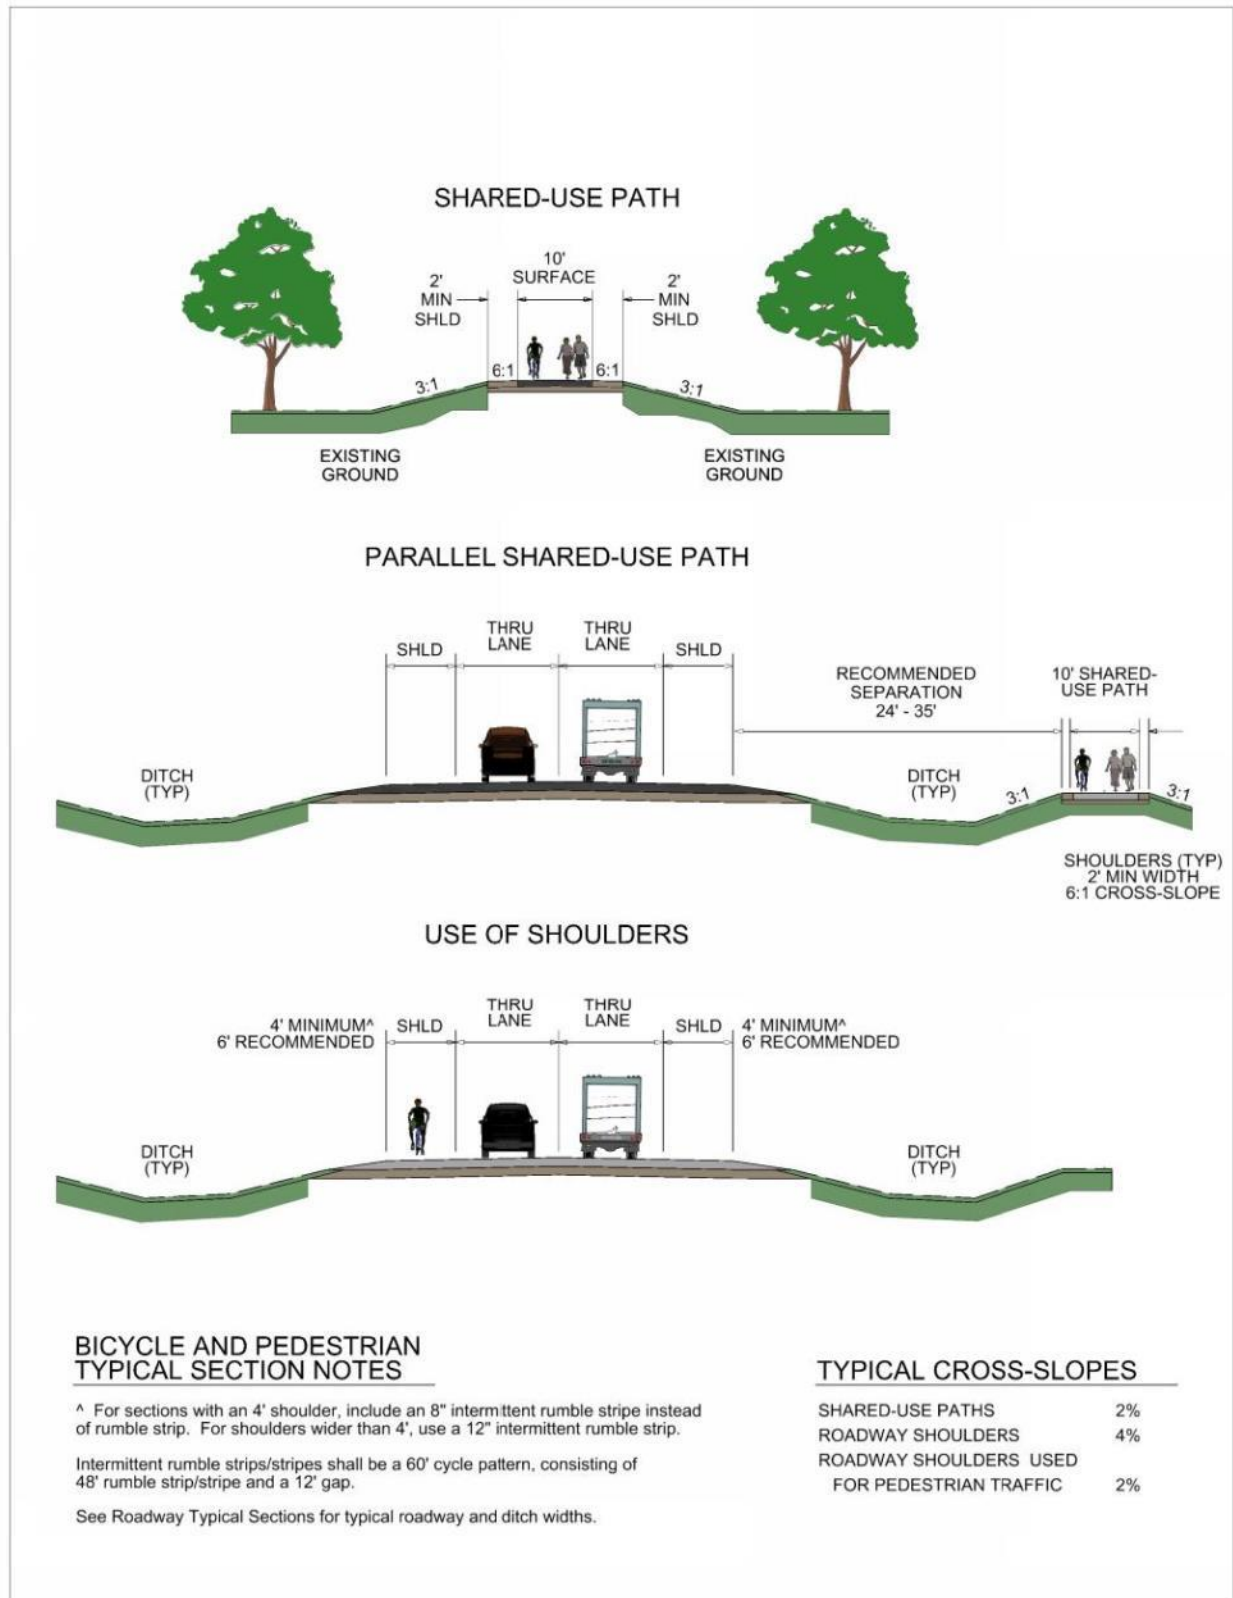 SHARED-USE PATH
10'
SURFACE
2'
MIN
SHLD
2'
MIN
SHLD
3:1
6:1
6:1
3:1
EXISTING
GROUND
EXISTING
GROUND
PARALLEL SHARED-USE PATH
SHLD
THRU
LANE
THRU
LANE
SHLD
RECOMMENDED
SEPARATION
24' - 35'
10' SHARED-
USE PATH
DITCH
(TYP)
DITCH
(TYP)
3:1
3:1
SHOULDERS (TYP)
2' MIN WIDTH
6:1 CROSS-SLOPE
USE OF SHOULDERS
4' MINIMUM^
6' RECOMMENDED
SHLD
THRU
LANE
THRU
LANE
SHLD
4' MINIMUM^
6' RECOMMENDED
DITCH
(TYP)
DITCH
(TYP)
BICYCLE AND PEDESTRIAN
TYPICAL SECTION NOTES
^ For sections with an 4' shoulder, include an 8" intermittent rumble stripe instead
of rumble strip. For shoulders wider than 4', use a 12" intermittent rumble strip.
Intermittent rumble strips/stripes shall be a 60' cycle pattern, consisting of
48' rumble strip/stripe and a 12' gap.
See Roadway Typical Sections for typical roadway and ditch widths.
TYPICAL CROSS-SLOPES
SHARED-USE PATHS 2%
ROADWAY SHOULDERS 4%
ROADWAY SHOULDERS USED
FOR PEDESTRIAN TRAFFIC 2%